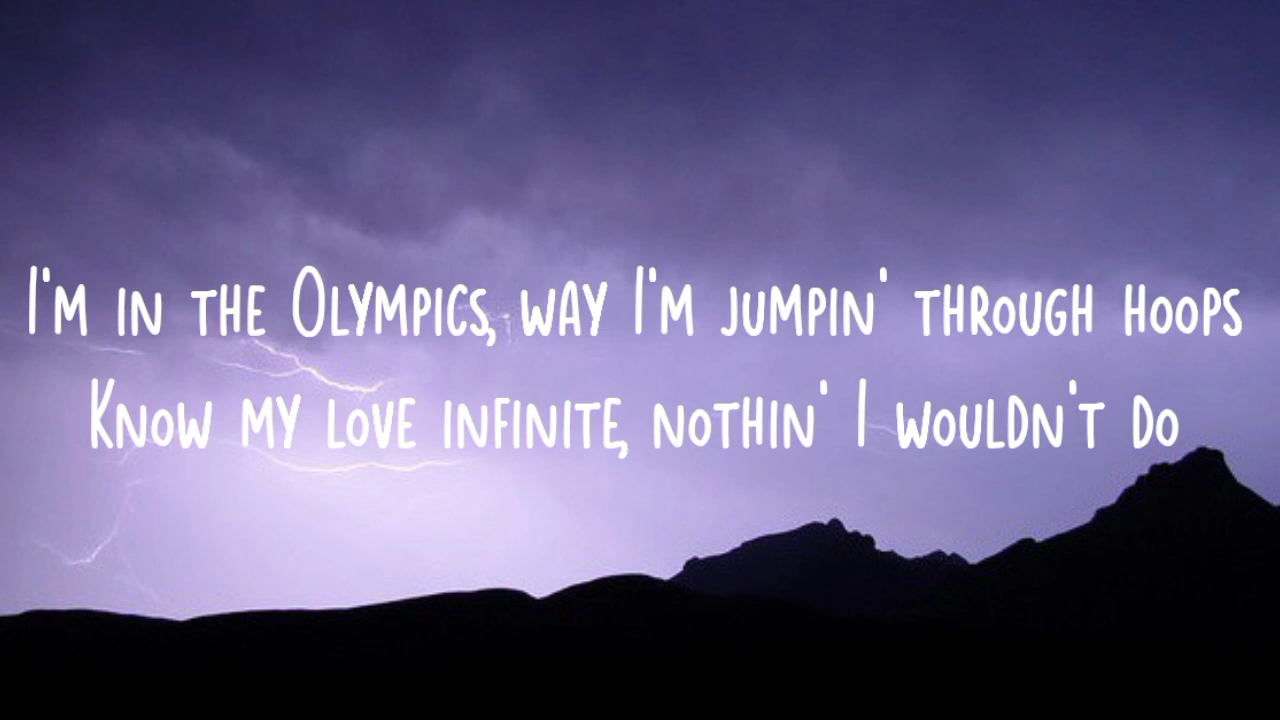 I'm in the Olympics, way I'm jumpin' through hoops
Know my love infinite, nothin' I wouldn't do